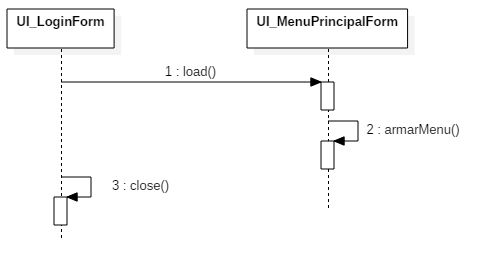 UI_LoginForm
UI_MenuPrincipalForm
1 : load()
2 : armarMenu()
3 : close()